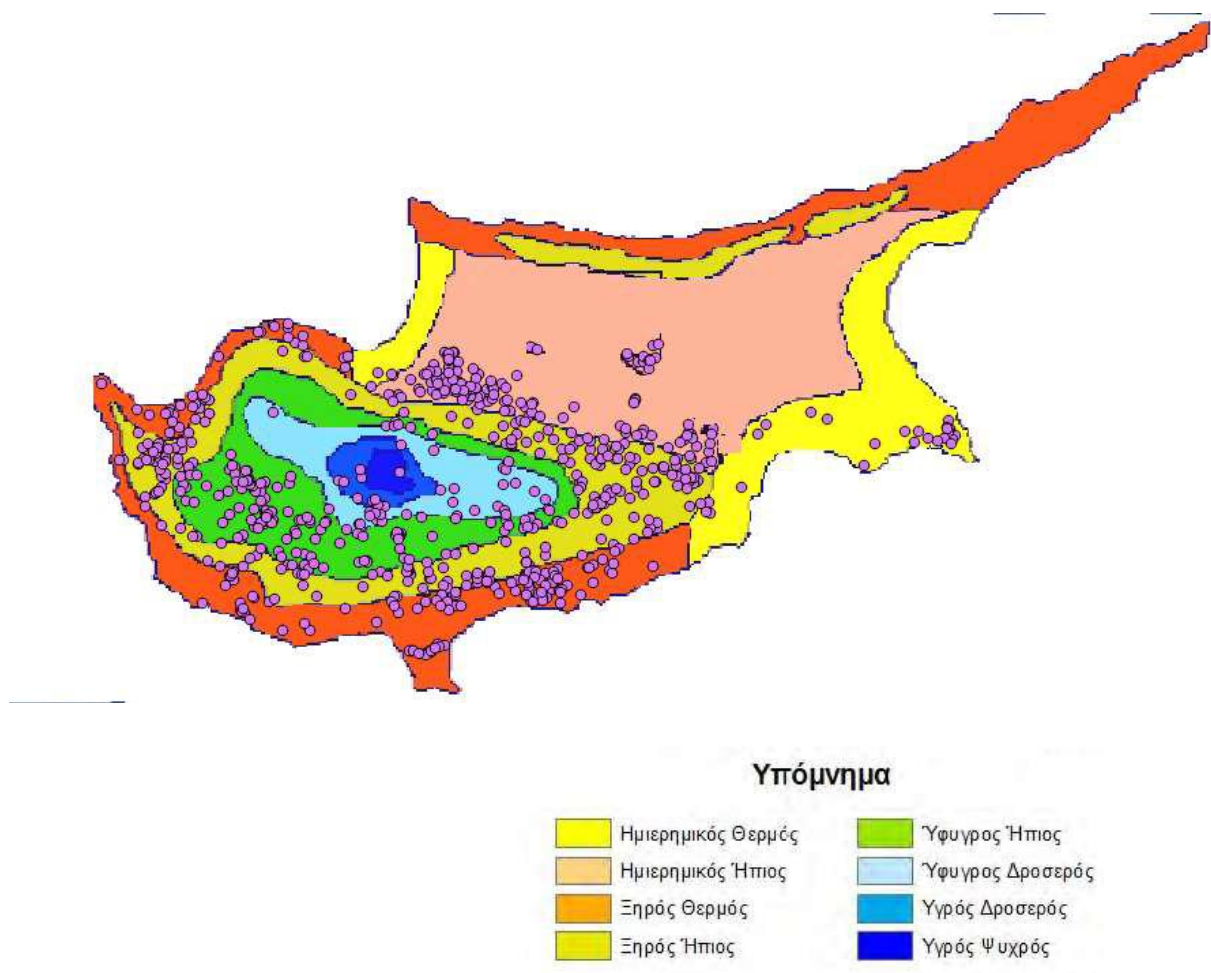 Υπόμνημα
Ημιερημικός Θερμός
Ημιερημικός Ήπιος
Ξηρός Θερμός
Ξηρός Ήπιος
Ύφυγρος Ήπιος
Ύφυγρος Δροσερός
Υγρός Δροσερός
Υγρός Ψυχρός